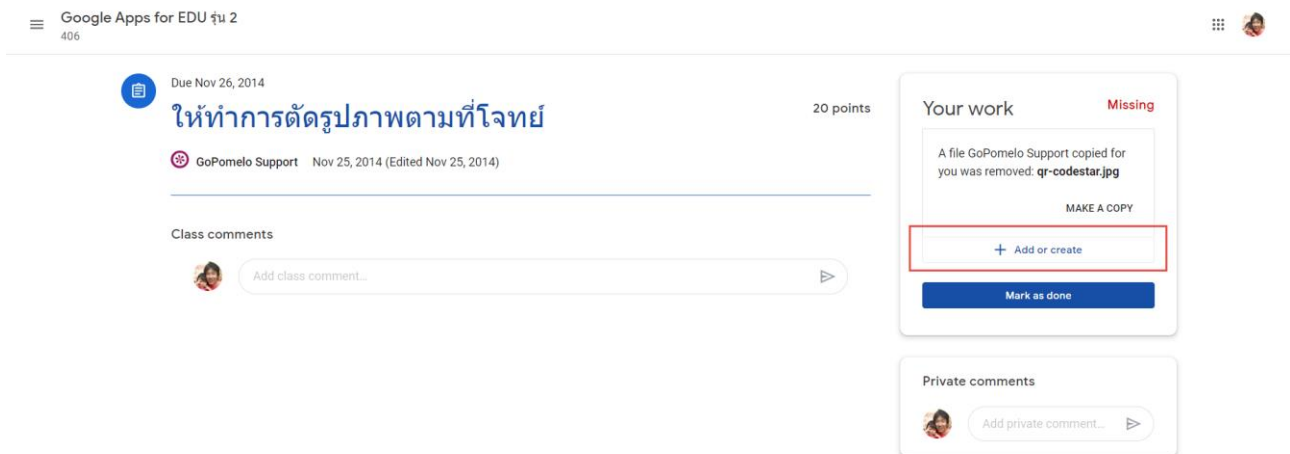 Google Apps for EDU รุ่น 2
406
Due Nov 26, 2014
ให้ทำการตัดรูปภาพตามที่โจทย์
20 points
GoPomelo Support Nov 25, 2014 (Edited Nov 25, 2014)
Class comments
Add class comment...
Your work
Missing
A file GoPomelo Support copied for
you was removed: qr-codestar.jpg
MAKE A COPY
+ Add or create
Mark as done
Private comments
Add private comment...